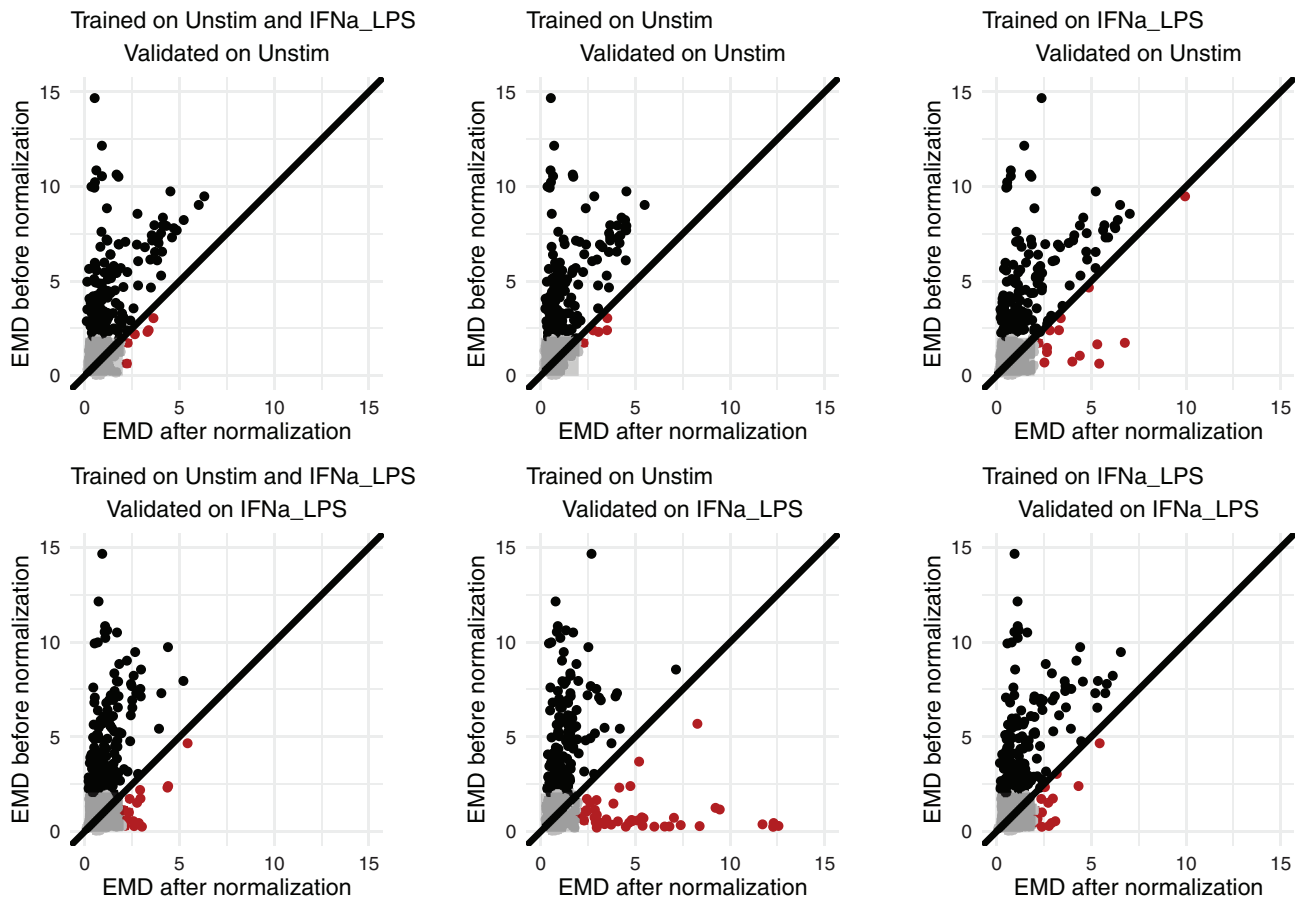 Trained on Unstim and IFNa_LPS
Validated on Unstim
EMD before normalization
15
10
5
0
0 5 10 15
EMD after normalization
Trained on Unstim
Validated on Unstim
EMD before normalization
15
10
5
0
0 5 10 15
EMD after normalization
Trained on IFNa_LPS
Validated on Unstim
EMD before normalization
15
10
5
0
0 5 10 15
EMD after normalization
Trained on Unstim and IFNa_LPS
Validated on IFNa_LPS
EMD before normalization
15
10
5
0
0 5 10 15
EMD after normalization
Trained on Unstim
Validated on IFNa_LPS
EMD before normalization
15
10
5
0
0 5 10 15
EMD after normalization
Trained on IFNa_LPS
Validated on IFNa_LPS
EMD before normalization
15
10
5
0
0 5 10 15
EMD after normalization